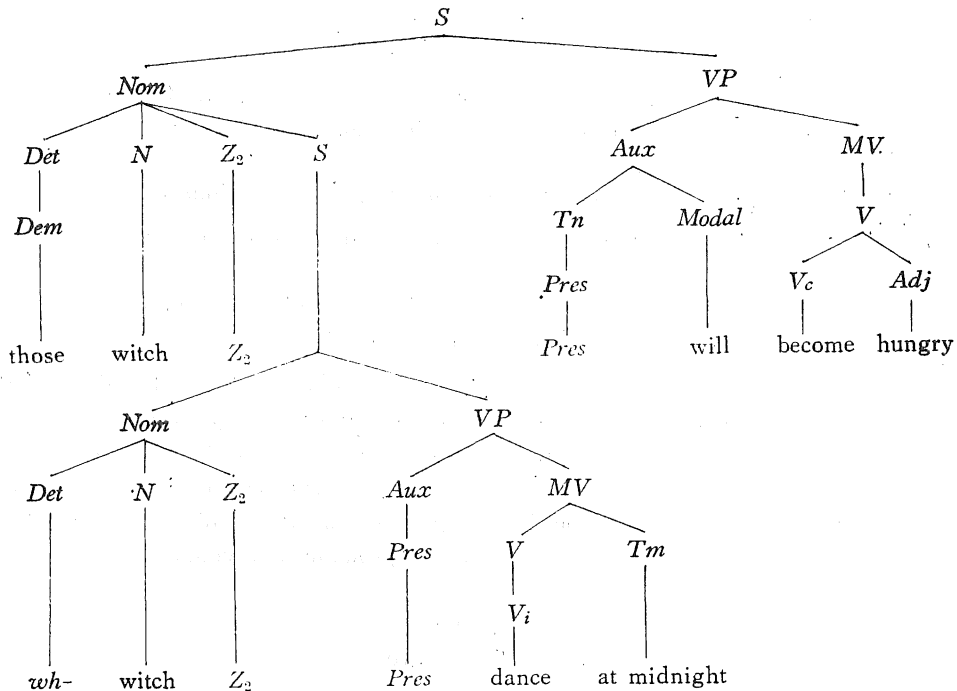 S
Nom VP
Det N Z₂ S Aux MV
Dem Tn Modal V
Pres Vc Adj
those witch Z₂ Pres will become hungry
Nom VP
Det N Z₂ Aux MV
Pres V Tm
Vi
wh- witch Z₂ Pres dance at midnight